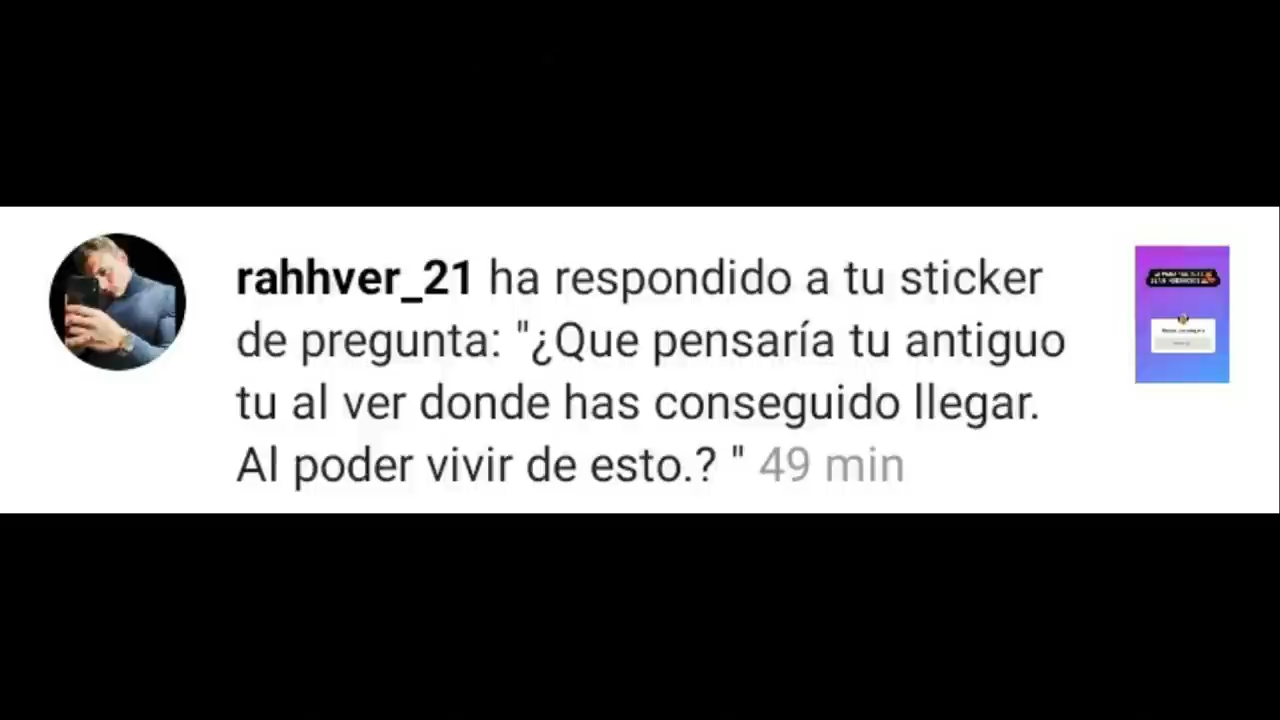 rahhver_21 ha respondido a tu sticker
de pregunta: "¿Que pensaría tu antiguo
tu al ver donde has conseguido llegar.
Al poder vivir de esto.? " 49 min